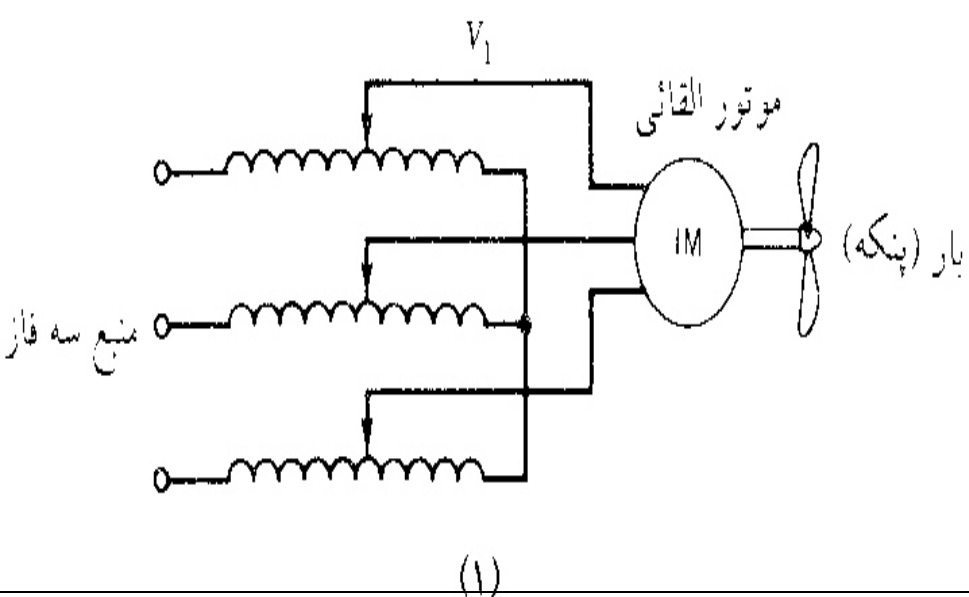 V1
موتور القائی
IM
بار (پنکه)
منبع سه فاز
(۱)